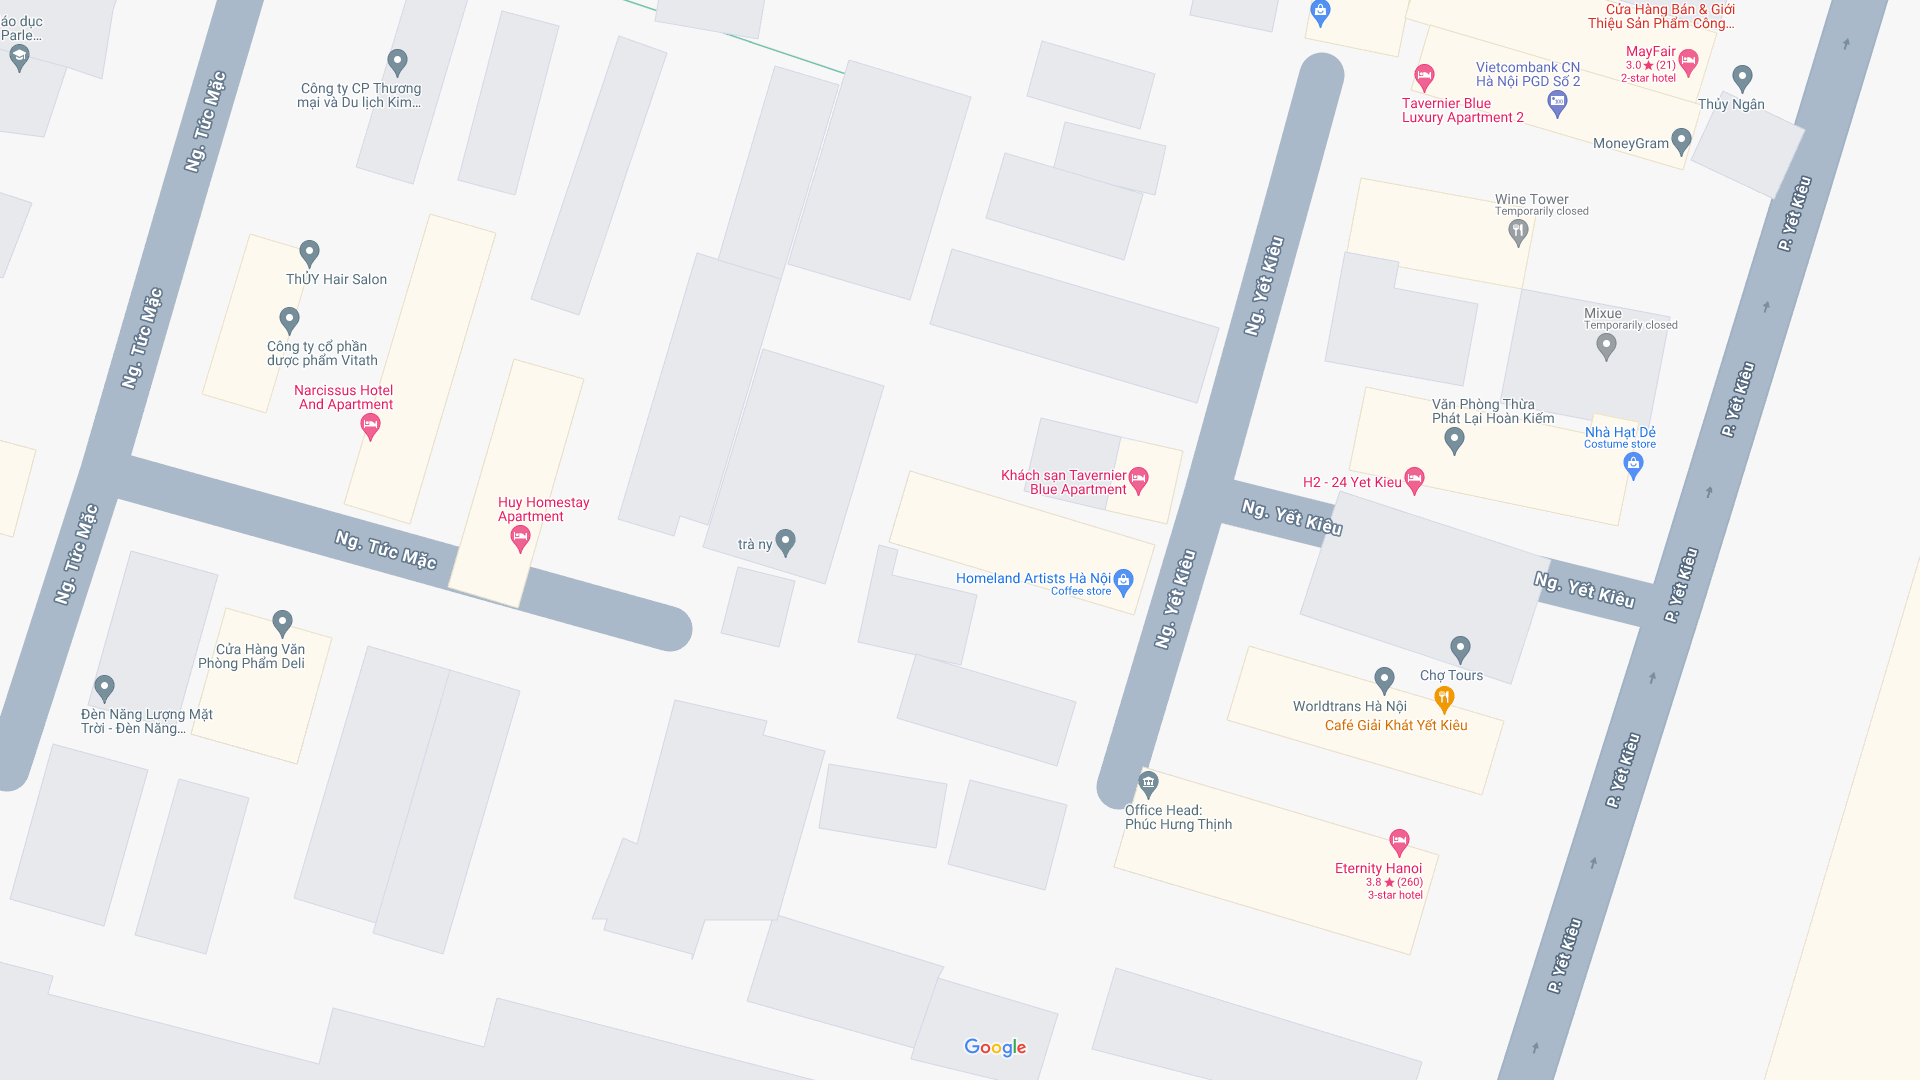 áo dục
Parle...
Ng. Tức Mặc
Công ty CP Thương
mại và Du lịch Kim...
Cửa Hàng Bán & Giới
Thiệu Sản Phẩm Công...
MayFair
3.0 ★ (21)
2-star hotel
Vietcombank CN
Hà Nội PGD Số 2
Tavernier Blue
Luxury Apartment 2
Thủy Ngân
MoneyGram
P. Yết Kiêu
Wine Tower
Temporarily closed
ThỦY Hair Salon
Ng. Tức Mặc
Công ty cổ phần
dược phẩm Vitath
Ng. Yết Kiêu
Mixue
Temporarily closed
Narcissus Hotel
And Apartment
P. Yết Kiêu
Văn Phòng Thừa
Phát Lại Hoàn Kiếm
Nhà Hạt Dẻ
Costume store
Khách sạn Tavernier
Blue Apartment
H2 - 24 Yet Kieu
Huy Homestay
Apartment
Ng. Yết Kiêu
Ng. Tức Mặc
Ng. Tức Mặc
trà ny
Homeland Artists Hà Nội
Coffee store
Ng. Yết Kiêu
Ng. Yết Kiêu
P. Yết Kiêu
Cửa Hàng Văn
Phòng Phẩm Deli
Chợ Tours
Worldtrans Hà Nội
Café Giải Khát Yết Kiêu
Đèn Năng Lượng Mặt
Trời - Đèn Năng...
P. Yết Kiêu
Office Head:
Phúc Hưng Thịnh
Eternity Hanoi
3.8 ★ (260)
3-star hotel
P. Yết Kiêu
Google